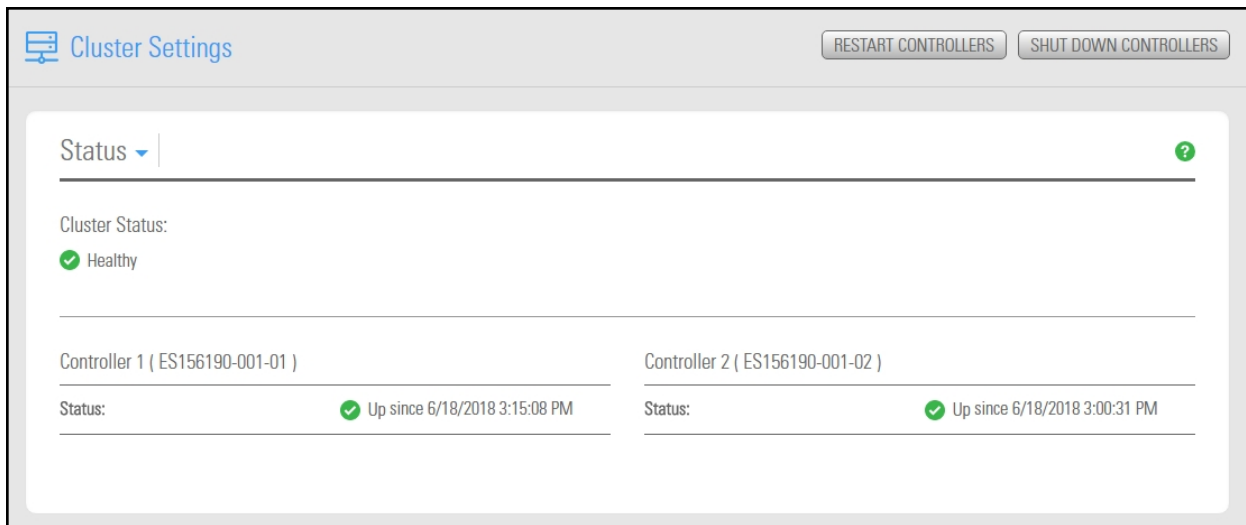 Cluster Settings
RESTART CONTROLLERS
SHUT DOWN CONTROLLERS
Status
?
Cluster Status:
Healthy
Controller 1 ( ES156190-001-01 )
Status:
Up since 6/18/2018 3:15:08 PM
Controller 2 ( ES156190-001-02 )
Status:
Up since 6/18/2018 3:00:31 PM